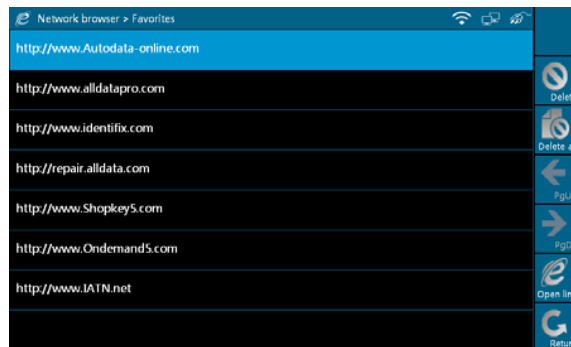 Network browser > Favorites
http://www.Autodata-online.com
http://www.alldatapro.com
http://www.identifix.com
http://repair.alldata.com
http://www.Shopkey5.com
http://www.Ondemand5.com
http://www.IATN.net
Delet
Delete a
PgU
PgD
Open lin
Retur